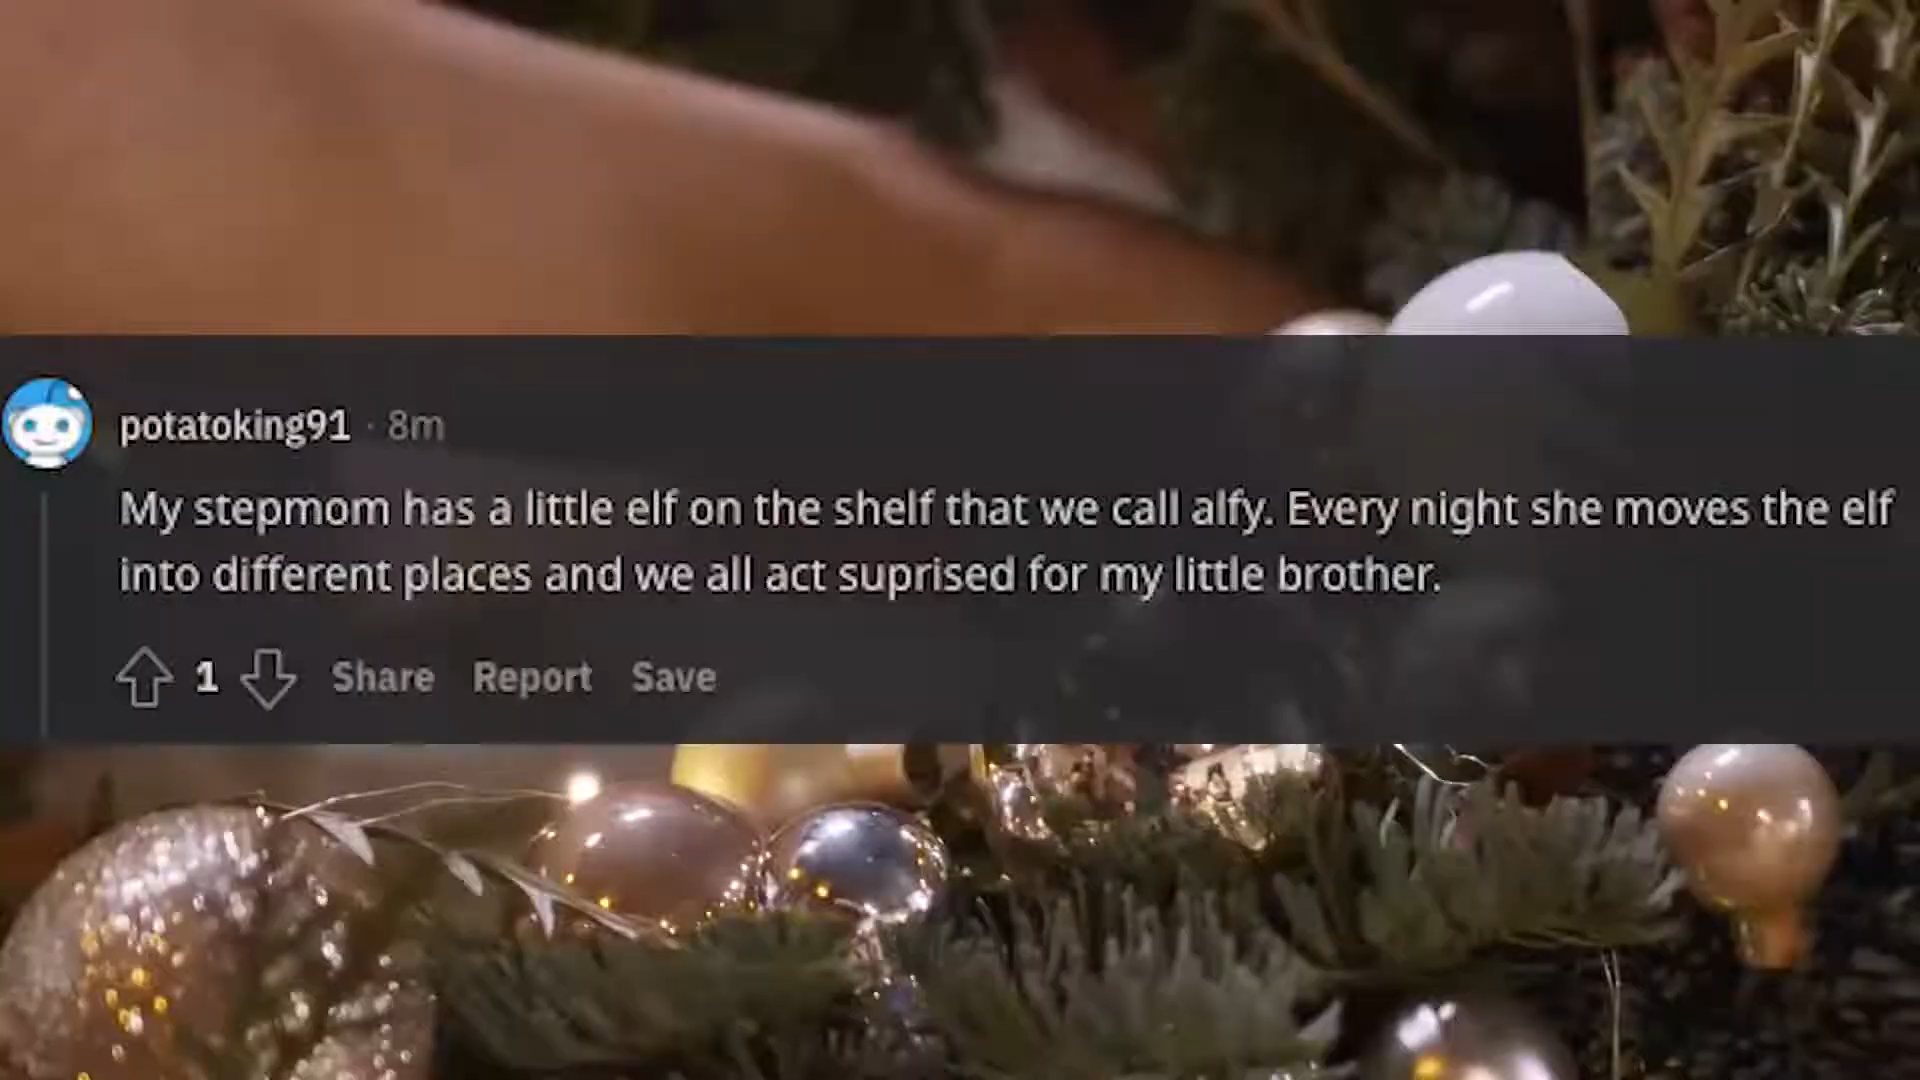 potatoking91 · 8m
My stepmom has a little elf on the shelf that we call alfy. Every night she moves the elf
into different places and we all act suprised for my little brother.
1 Share Report Save